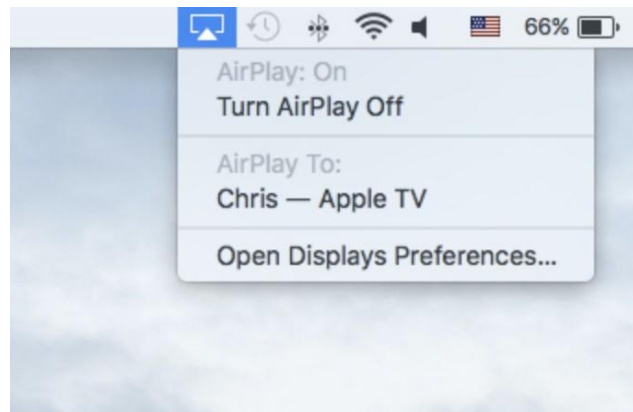 66%
AirPlay: On
Turn AirPlay Off
AirPlay To:
Chris — Apple TV
Open Displays Preferences...